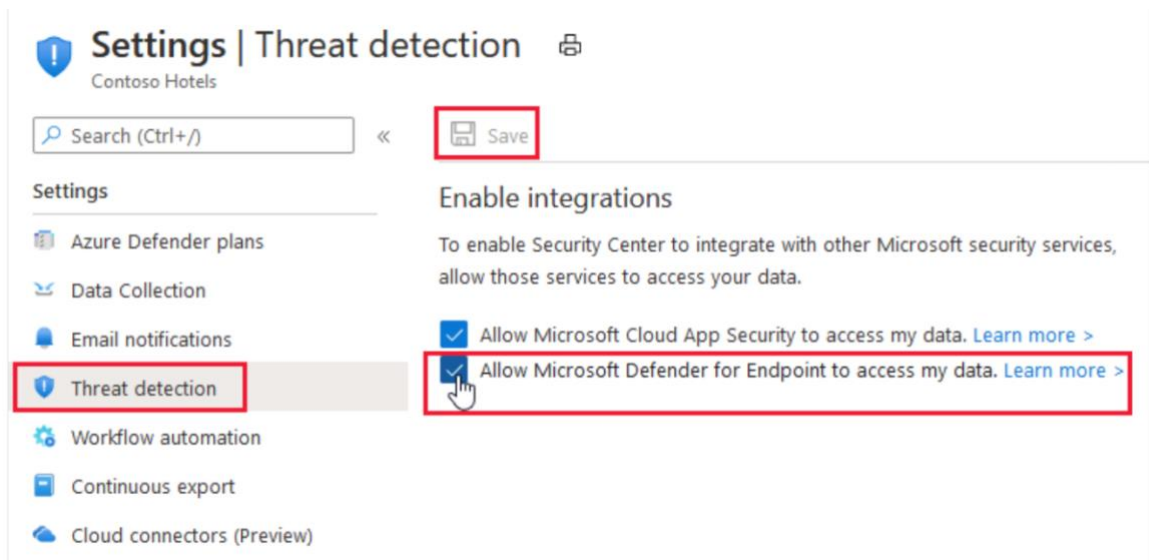 Settings | Threat detection
Contoso Hotels
Search (Ctrl+/)
«
Save
Settings
Azure Defender plans
Data Collection
Email notifications
Threat detection
Workflow automation
Continuous export
Cloud connectors (Preview)
Enable integrations
To enable Security Center to integrate with other Microsoft security services,
allow those services to access your data.
Allow Microsoft Cloud App Security to access my data. Learn more >
Allow Microsoft Defender for Endpoint to access my data. Learn more >